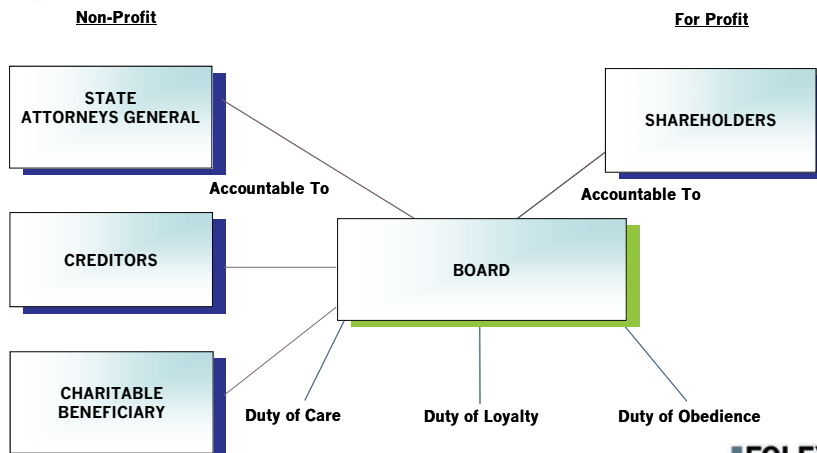 Non-Profit
For Profit
STATE
ATTORNEYS GENERAL
SHAREHOLDERS
Accountable To
Accountable To
CREDITORS
BOARD
CHARITABLE
BENEFICIARY
Duty of Care
Duty of Loyalty
Duty of Obedience